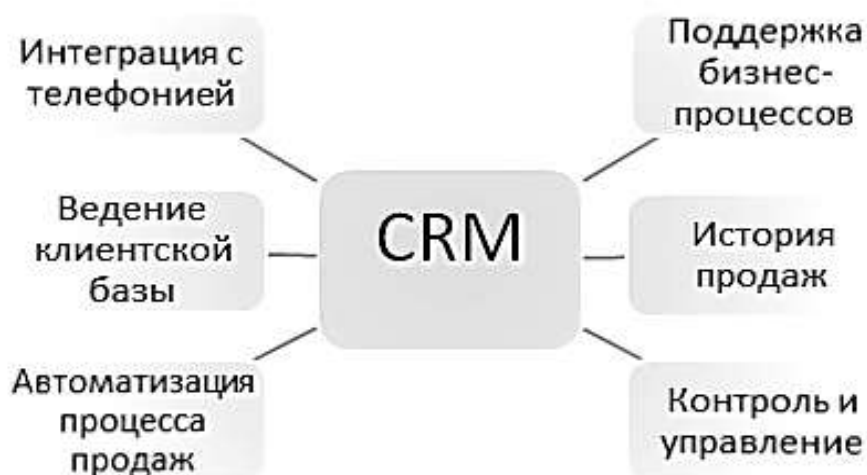 Интеграция с
телефонией
Поддержка
бизнес-
процессов
Ведение
клиентской
базы
CRM
История
продаж
Автоматизация
процесса
продаж
Контроль и
управление